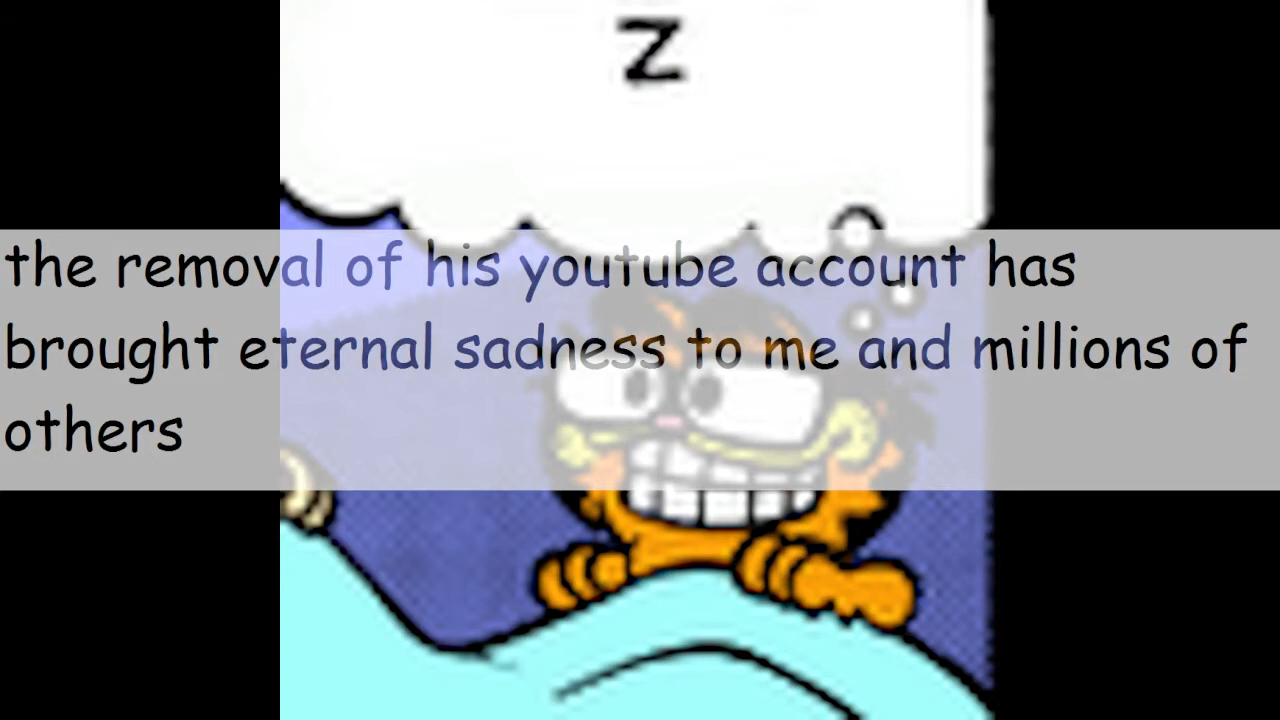 Z
the removal of his youtube account has
brought eternal sadness to me and millions of
others